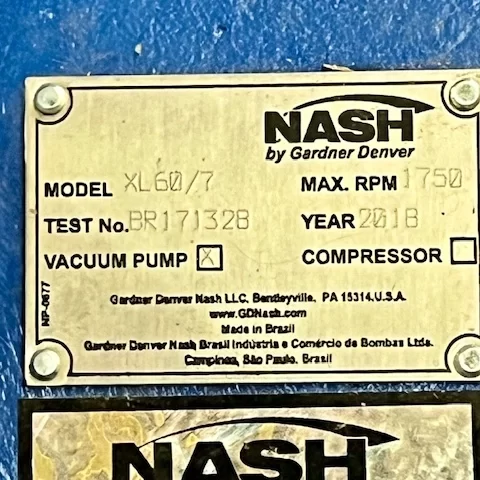 NASH
by Gardner Denver
MODEL XL60/7 MAX. RPM 1750
TEST No. BR171328 YEAR 2018
VACUUM PUMP X COMPRESSOR
Gardner Denver Nash LLC, Bentleyville, PA 15314.U.S.A.
www.GDNash.com
Made in Brazil
Gardner Denver Nash Brasil Indústria e Comércio de Bombas Ltda.
Campinas, São Paulo, Brasil
NP-0677
NASH